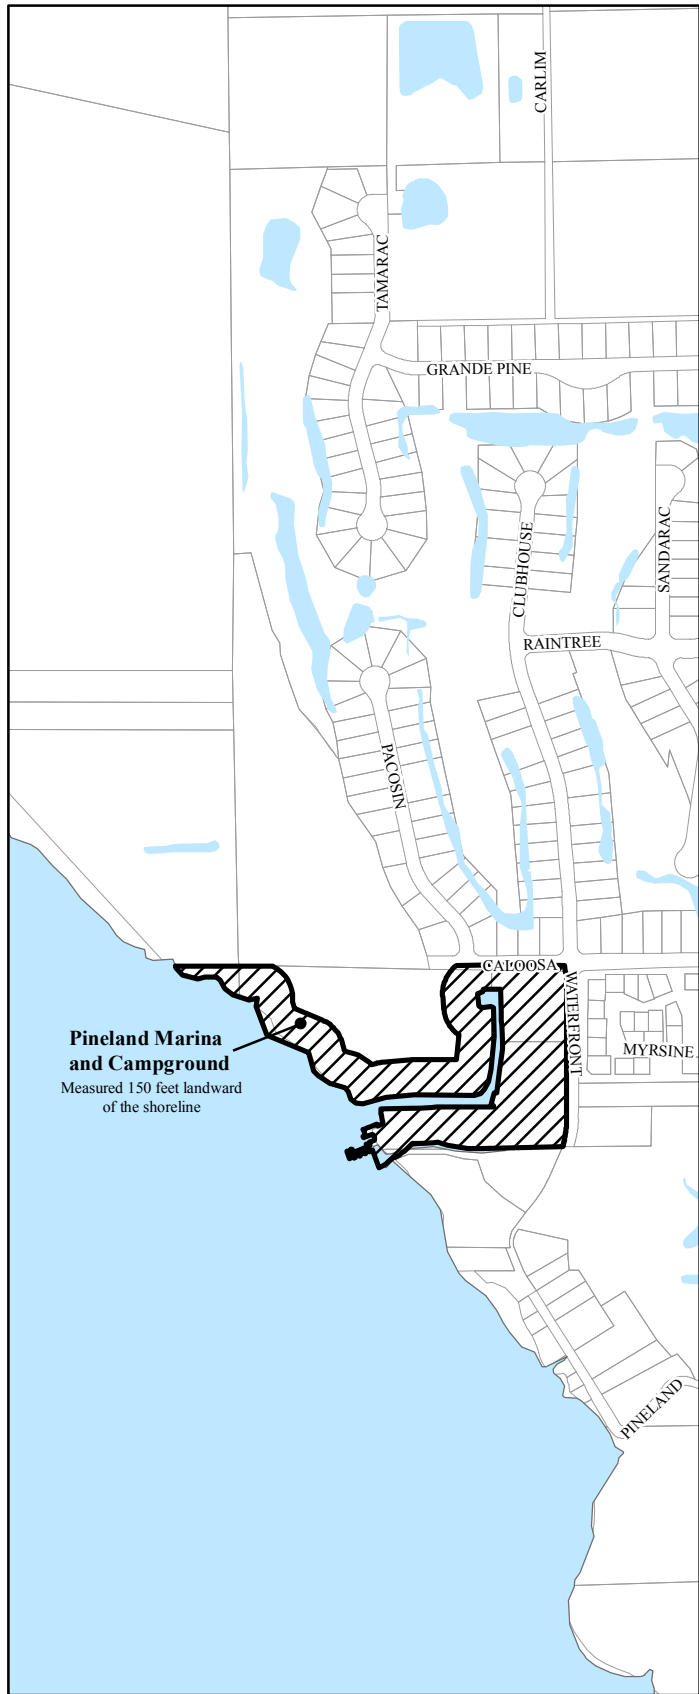 CARLIM
TAMARAC
GRANDE PINE
SANDARAC
CLUBHOUSE
RAINTREE
PACOSIN
CALOOSA
WATERFRONT
Pineland Marina
and Campground
Measured 150 feet landward
of the shoreline
MYRSINE
PINELAND